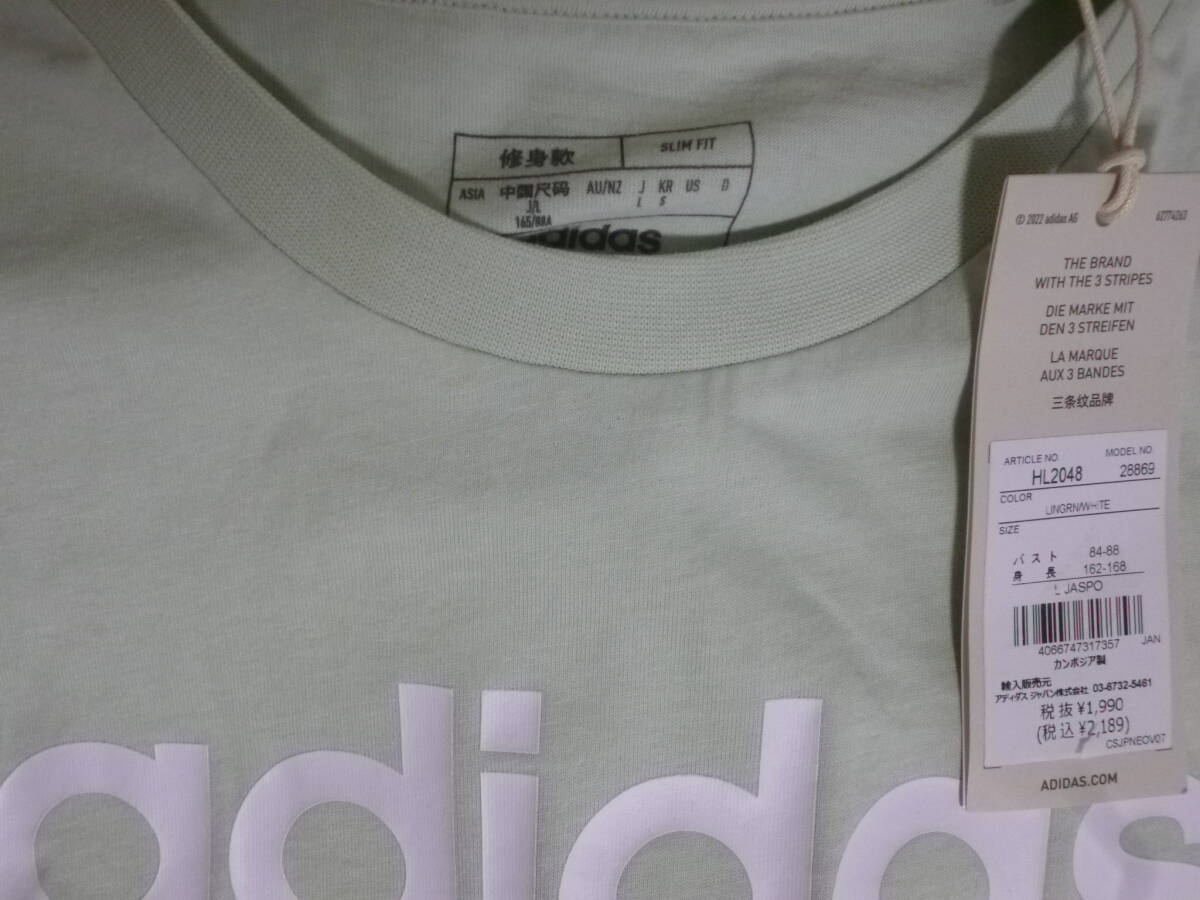 修身款 SLIM FIT
ASIA 中国尺码 AU/NZ J KR US D
J/L L S
165/88A
adidas
© 2022 adidas AG 62774263
THE BRAND
WITH THE 3 STRIPES
DIE MARKE MIT
DEN 3 STREIFEN
LA MARQUE
AUX 3 BANDES
三条纹品牌
ARTICLE NO. MODEL NO.
HL2048 28869
COLOR
LINGRN/WHITE
SIZE
バスト 84-88
身長 162-168
L JASPO
4066747317357 JAN
カンボジア製
輸入販売元
アディダス ジャパン株式会社 03-6732-5461
税抜 ¥1,990
(税込 ¥2,189)
CSJPNEOV07
ADIDAS.COM
adidas